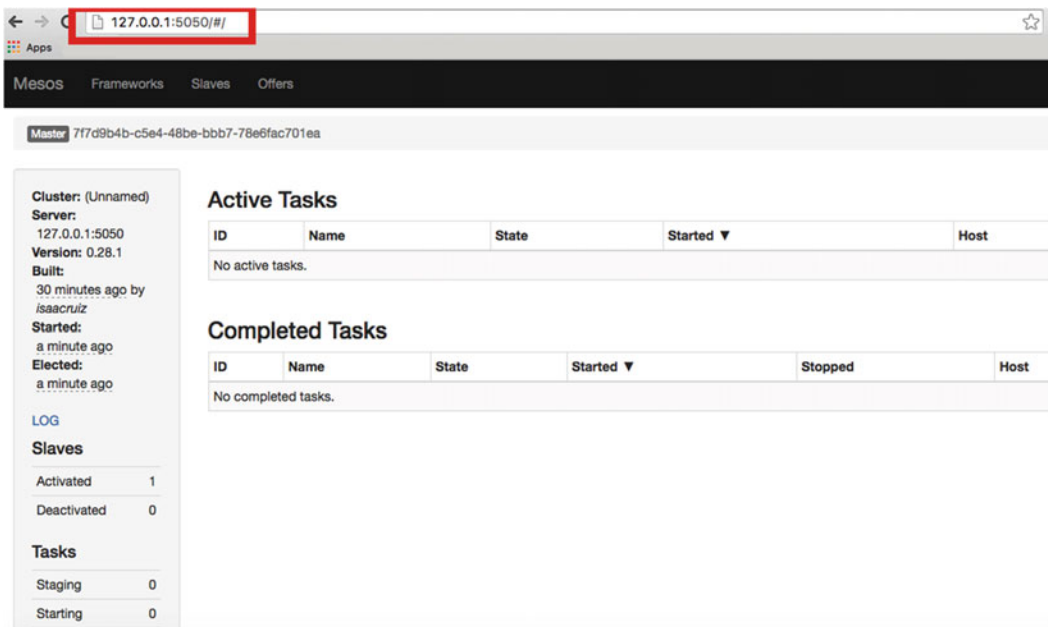 127.0.0.1:5050/#/
Apps
Mesos Frameworks Slaves Offers
Master 7f7d9b4b-c5e4-48be-bbb7-78e6fac701ea
Cluster: (Unnamed)
Server:
127.0.0.1:5050
Version: 0.28.1
Built:
30 minutes ago by
isaacruiz
Started:
a minute ago
Elected:
a minute ago
LOG
Slaves
Activated 1
Deactivated 0
Tasks
Staging 0
Starting 0
Active Tasks
ID Name State Started ▼ Host
No active tasks.
Completed Tasks
ID Name State Started ▼ Stopped Host
No completed tasks.